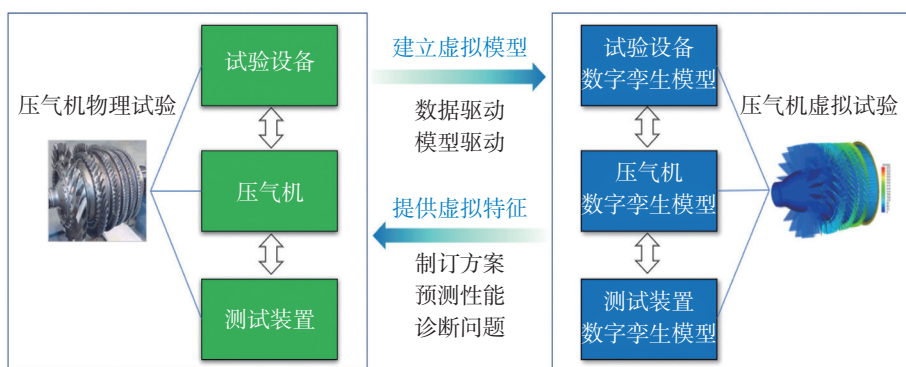 压气机物理试验
试验设备
压气机
测试装置
建立虚拟模型
数据驱动
模型驱动
提供虚拟特征
制订方案
预测性能
诊断问题
试验设备
数字孪生模型
压气机
数字孪生模型
测试装置
数字孪生模型
压气机虚拟试验